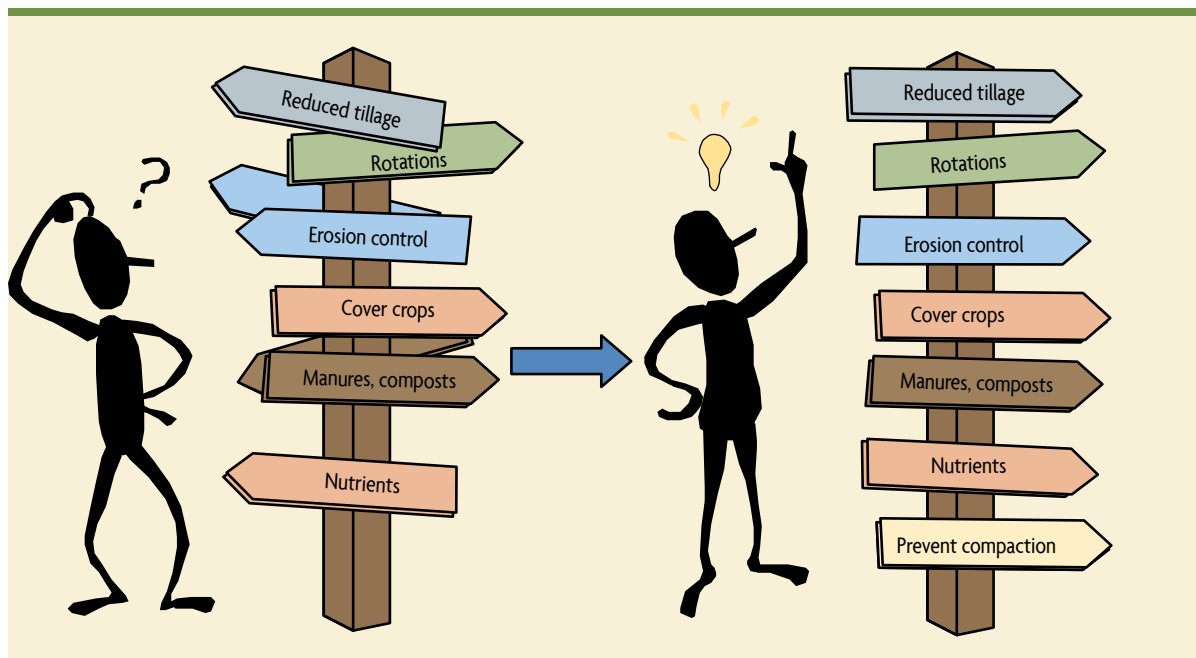 Reduced tillage
Rotations
Erosion control
Cover crops
Manures, composts
Nutrients
?
Reduced tillage
Rotations
Erosion control
Cover crops
Manures, composts
Nutrients
Prevent compaction